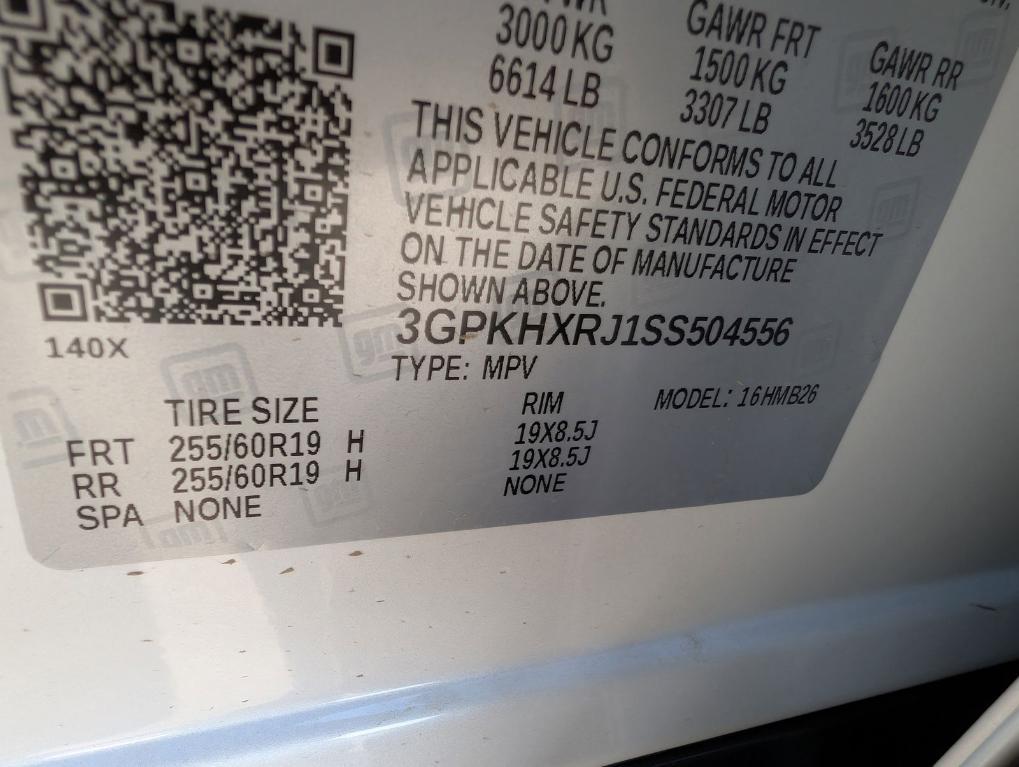 3000 KG
6614 LB
GAWR FRT
1500 KG
3307 LB
GAWR RR
1600 KG
3528 LB
THIS VEHICLE CONFORMS TO ALL
APPLICABLE U.S. FEDERAL MOTOR
VEHICLE SAFETY STANDARDS IN EFFECT
ON THE DATE OF MANUFACTURE
SHOWN ABOVE.
3GPKHXRJ1SS504556
140X
TYPE: MPV
TIRE SIZE RIM MODEL: 16HMB26
FRT 255/60R19 H 19X8.5J
RR 255/60R19 H 19X8.5J
SPA NONE NONE
gm